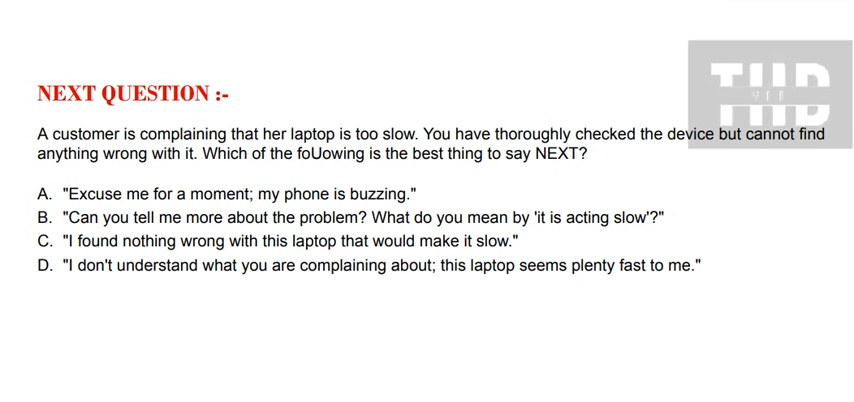 NEXT QUESTION :-
A customer is complaining that her laptop is too slow. You have thoroughly checked the device but cannot find
anything wrong with it. Which of the foUowing is the best thing to say NEXT?
A. "Excuse me for a moment; my phone is buzzing."
B. "Can you tell me more about the problem? What do you mean by 'it is acting slow'?"
C. "I found nothing wrong with this laptop that would make it slow."
D. "I don't understand what you are complaining about; this laptop seems plenty fast to me."